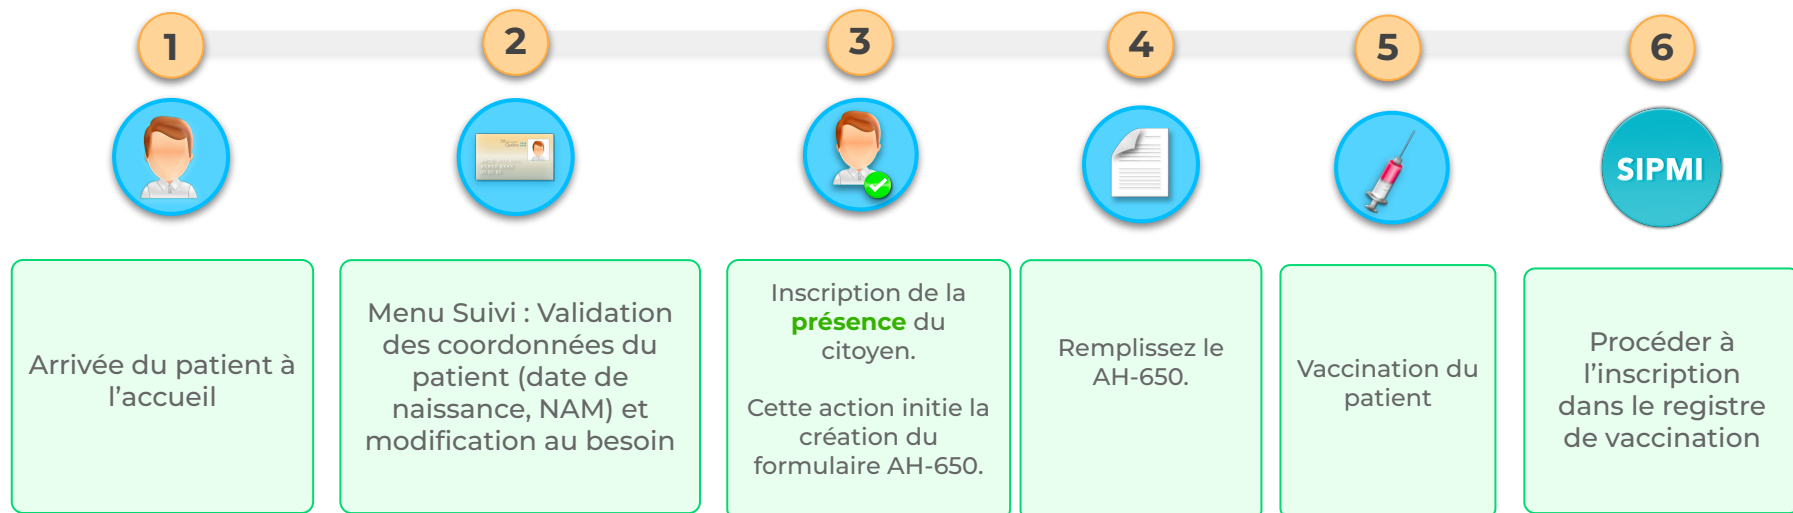 1
2
3
4
5
6
SIPMI
Arrivée du patient à
l’accueil
Menu Suivi : Validation
des coordonnées du
patient (date de
naissance, NAM) et
modification au besoin
Inscription de la
présence du
citoyen.
Cette action initie la
création du
formulaire AH-650.
Remplissez le
AH-650.
Vaccination du
patient
Procéder à
l’inscription
dans le registre
de vaccination